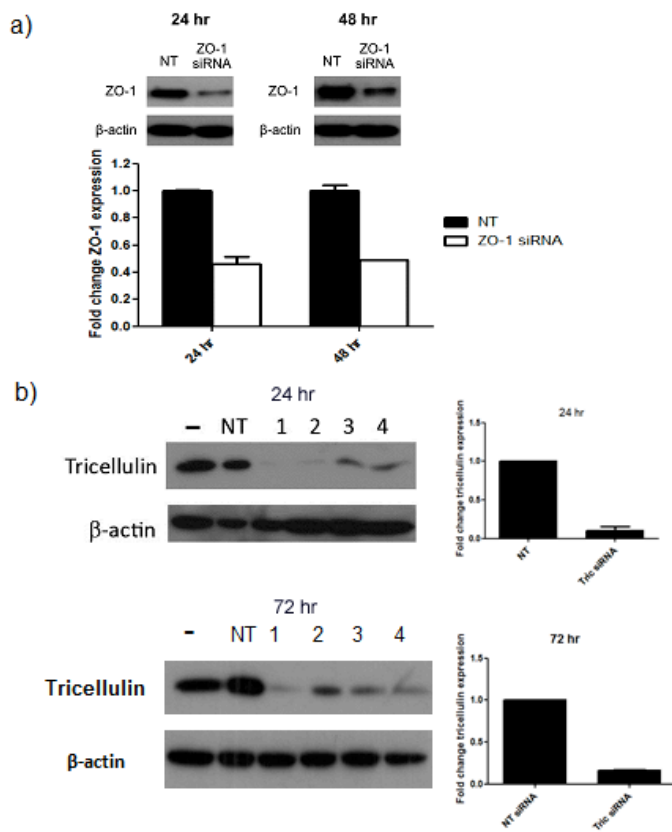 a)
24 hr 48 hr
NT ZO-1 siRNA NT ZO-1 siRNA
ZO-1 ZO-1
β-actin β-actin
Fold change ZO-1 expression
1.2
1.0
0.8
0.6
0.4
0.2
0.0
24 hr 48 hr
NT
ZO-1 siRNA
b)
24 hr
– NT 1 2 3 4
Tricellulin
β-actin
24 hr
Fold change tricellulin expression
1.5
1.0
0.5
0.0
NT Tric siRNA
72 hr
– NT 1 2 3 4
Tricellulin
β-actin
72 hr
Fold change tricellulin expression
1.5
1.0
0.5
0.0
NT siRNA Tric siRNA